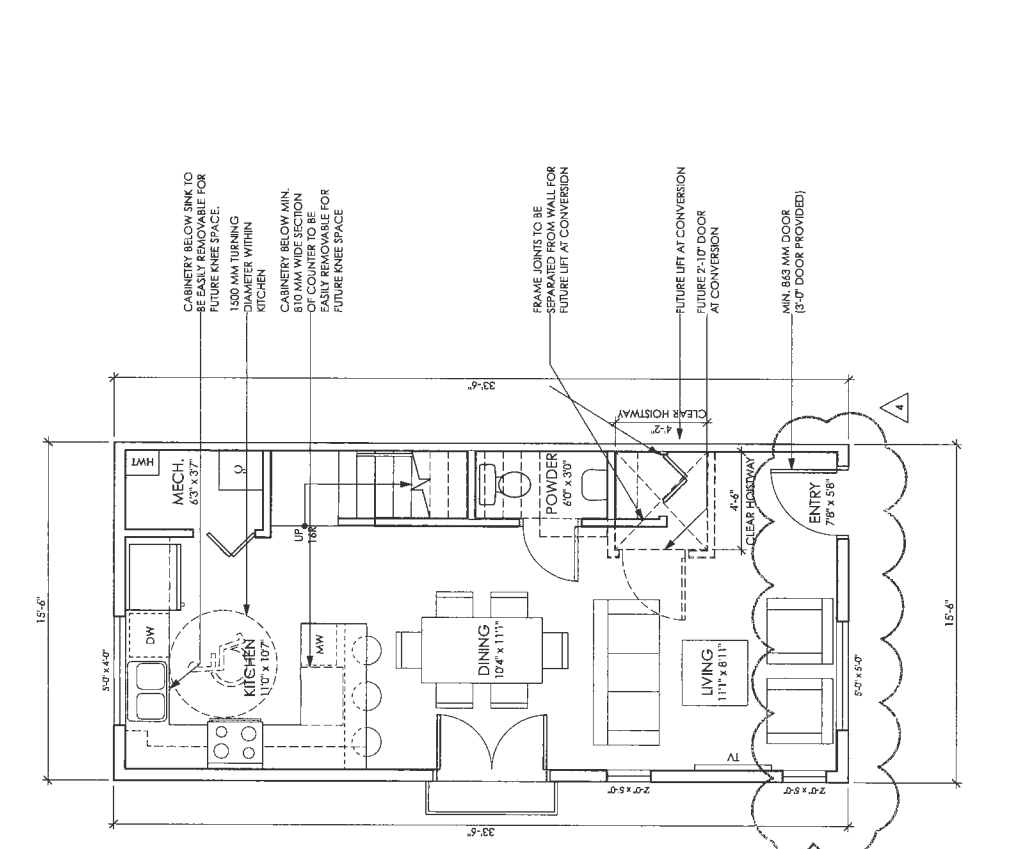 CABINETRY BELOW SINK TO
BE EASILY REMOVABLE FOR
FUTURE KNEE SPACE.
1500 MM TURNING
DIAMETER WITHIN
KITCHEN
CABINETRY BELOW MIN.
810 MM WIDE SECTION
OF COUNTER TO BE
EASILY REMOVABLE FOR
FUTURE KNEE SPACE
FRAME JOINTS TO BE
SEPARATED FROM WALL FOR
FUTURE LIFT AT CONVERSION
FUTURE LIFT AT CONVERSION
FUTURE 2'-10" DOOR
AT CONVERSION
MIN. 863 MM DOOR
(3'-0" DOOR PROVIDED)
33'-6"
15'-6"
CLEAR HOISTWAY
4'-2"
4
HWT
MECH.
6'3" x 3'7"
UP
16R
POWDER
6'0" x 3'0"
4'-6"
CLEAR HOISTWAY
ENTRY
7'8" x 5'8"
DW
5'-0" x 4'-0"
KITCHEN
11'0" x 10'7"
MW
DINING
10'4" x 11'1"
LIVING
11'1" x 8'11"
TV
5'-0" x 5'-0"
15'-6"
2'-0" x 5'-0"
2'-0" x 5'-0"
33'-6"